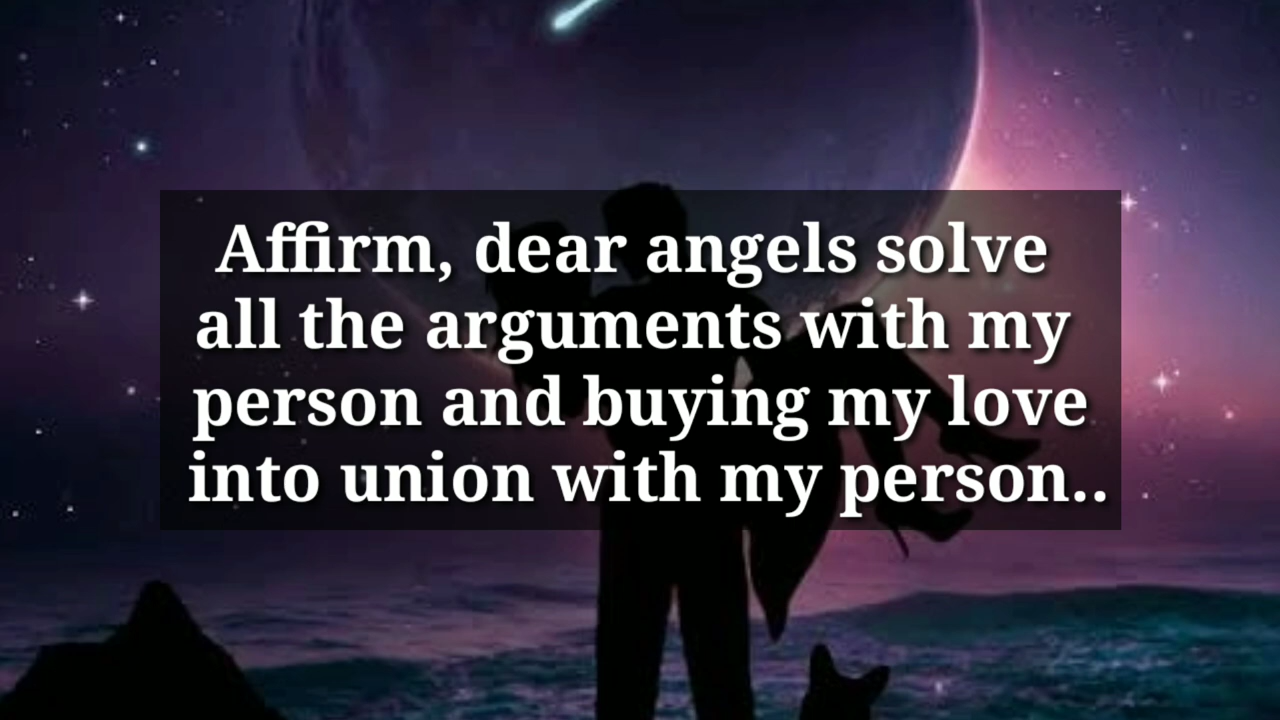 Affirm, dear angels solve
all the arguments with my
person and buying my love
into union with my person..